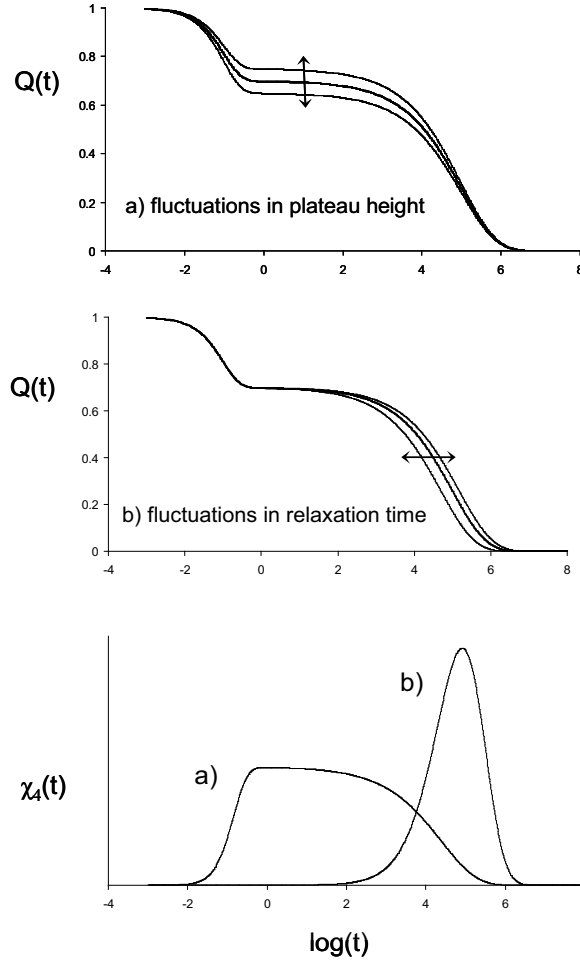 1
0.8
Q(t)
0.6
0.4
0.2
a) fluctuations in plateau height
0
-4 -2 0 2 4 6 8
1
0.8
Q(t)
0.6
0.4
0.2
b) fluctuations in relaxation time
0
-4 -2 0 2 4 6 8
b)
a)
χ₄(t)
-4 -2 0 2 4 6
log(t)